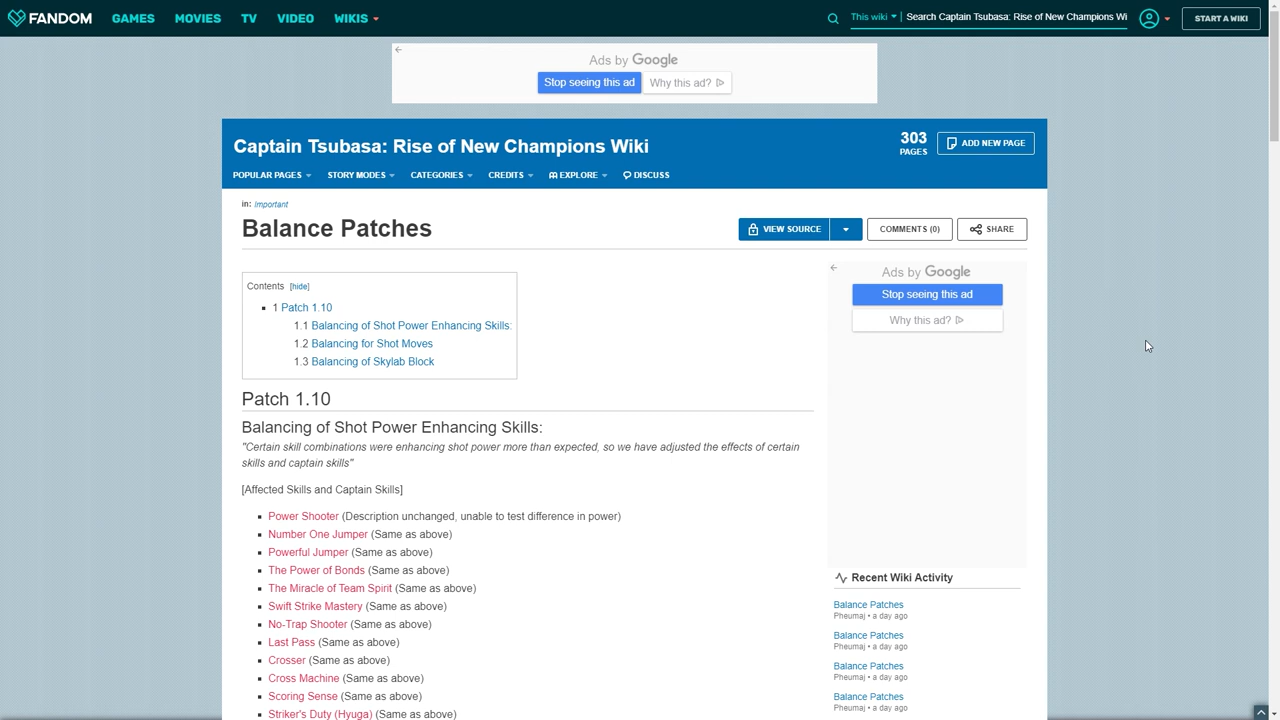 FANDOM GAMES MOVIES TV VIDEO WIKIS This wiki Search Captain Tsubasa: Rise of New Champions Wi START A WIKI
Ads by Google
Stop seeing this ad Why this ad?
Captain Tsubasa: Rise of New Champions Wiki
303
PAGES
ADD NEW PAGE
POPULAR PAGES STORY MODES CATEGORIES CREDITS EXPLORE DISCUSS
in: Important
Balance Patches
VIEW SOURCE COMMENTS (0) SHARE
Contents [hide]
1 Patch 1.10
1.1 Balancing of Shot Power Enhancing Skills:
1.2 Balancing for Shot Moves
1.3 Balancing of Skylab Block
Patch 1.10
Balancing of Shot Power Enhancing Skills:
"Certain skill combinations were enhancing shot power more than expected, so we have adjusted the effects of certain
skills and captain skills"
[Affected Skills and Captain Skills]
Power Shooter (Description unchanged, unable to test difference in power)
Number One Jumper (Same as above)
Powerful Jumper (Same as above)
The Power of Bonds (Same as above)
The Miracle of Team Spirit (Same as above)
Swift Strike Mastery (Same as above)
No-Trap Shooter (Same as above)
Last Pass (Same as above)
Crosser (Same as above)
Cross Machine (Same as above)
Scoring Sense (Same as above)
Striker's Duty (Hyuga) (Same as above)
Ads by Google
Stop seeing this ad
Why this ad?
Recent Wiki Activity
Balance Patches
Pheumaj • a day ago
Balance Patches
Pheumaj • a day ago
Balance Patches
Pheumaj • a day ago
Balance Patches
Pheumaj • a day ago